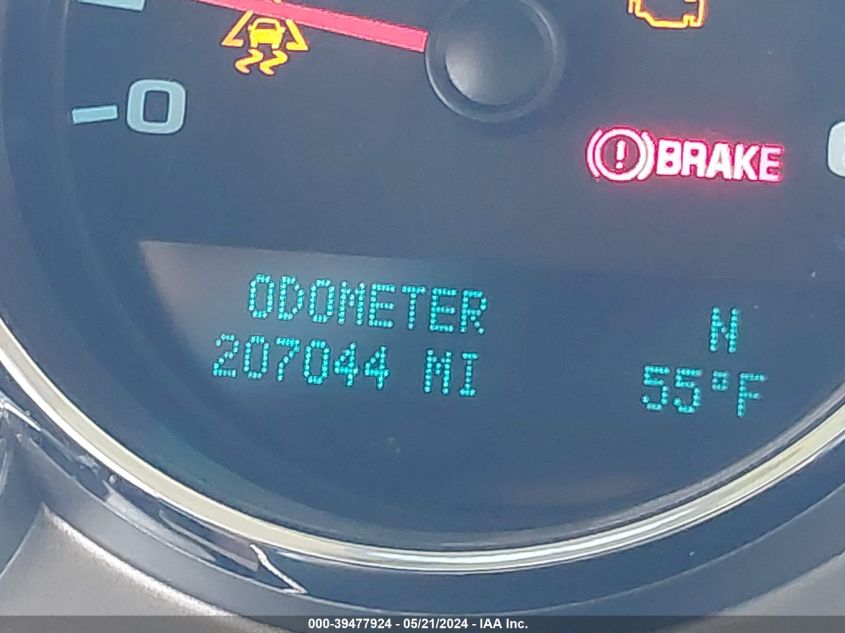 0
BRAKE
ODOMETER
N
207044 MI
55°F
000-39477924 - 05/21/2024 - IAA Inc.